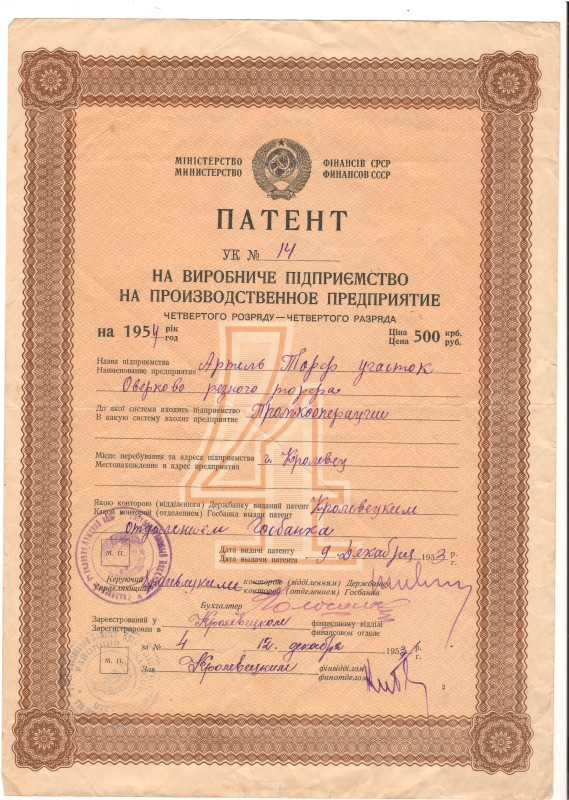 МІНІСТЕРСТВО ФІНАНСІВ СРСР
МИНИСТЕРСТВО ФИНАНСОВ СССР
ПАТЕНТ
УК № 14
НА ВИРОБНИЧЕ ПІДПРИЄМСТВО
НА ПРОИЗВОДСТВЕННОЕ ПРЕДПРИЯТИЕ
ЧЕТВЕРТОГО РОЗРЯДУ—ЧЕТВЕРТОГО РАЗРЯДА
на 1954 рік
год
Ціна
Цена 500 крб.
руб.
4
Назва підприємства
Наименование предприятия Артель Торф участок
Оверково резного торфа
До якої системи входить підприємство
В какую систему входит предприятие Промкооперации
Місце перебування та адреса підприємства
Местонахождение и адрес предприятия г. Кролевец
Якою конторою (відділенням) Держбанку виданий патент
Какой конторой (отделением) Госбанка выдан патент Кролевецким
отделением Госбанка
Дата видачі патенту
Дата выдачи патента 9 Декабря 1953 р.
г.
М. П.
Керуючий
Управляющий конторою (відділенням) Держбанку
конторой (отделением) Госбанка
Бухгалтер
Зареєстрований у
Зарегистрирован в Кролевецком фінансовому відділі
финансовом отделе
за № 4 12 декабря 1953 р.
г.
М. П.
Зав. Кролевецким фінвідділом
финотделом
2